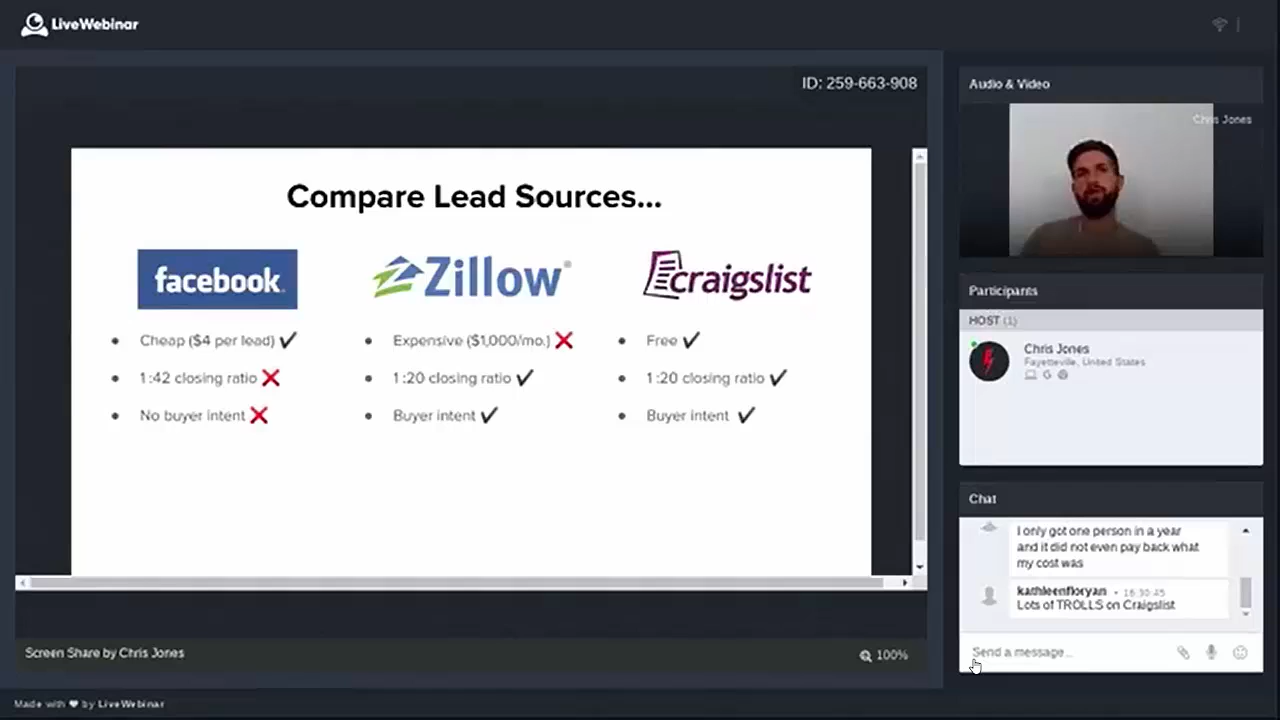 LiveWebinar
ID: 259-663-908
Compare Lead Sources...
facebook.
Zillow®
craigslist
Cheap ($4 per lead) ✔
1:42 closing ratio ❌
No buyer intent ❌
Expensive ($1,000/mo.) ❌
1:20 closing ratio ✔
Buyer intent ✔
Free ✔
1:20 closing ratio ✔
Buyer intent ✔
Screen Share by Chris Jones
100%
Audio & Video
Chris Jones
Participants
HOST (1)
Chris Jones
Fayetteville, United States
Chat
I only got one person in a year
and it did not even pay back what
my cost was
kathleenfloryan • 16:30:45
Lots of TROLLS on Craigslist
Send a message...
Made with ❤ by LiveWebinar